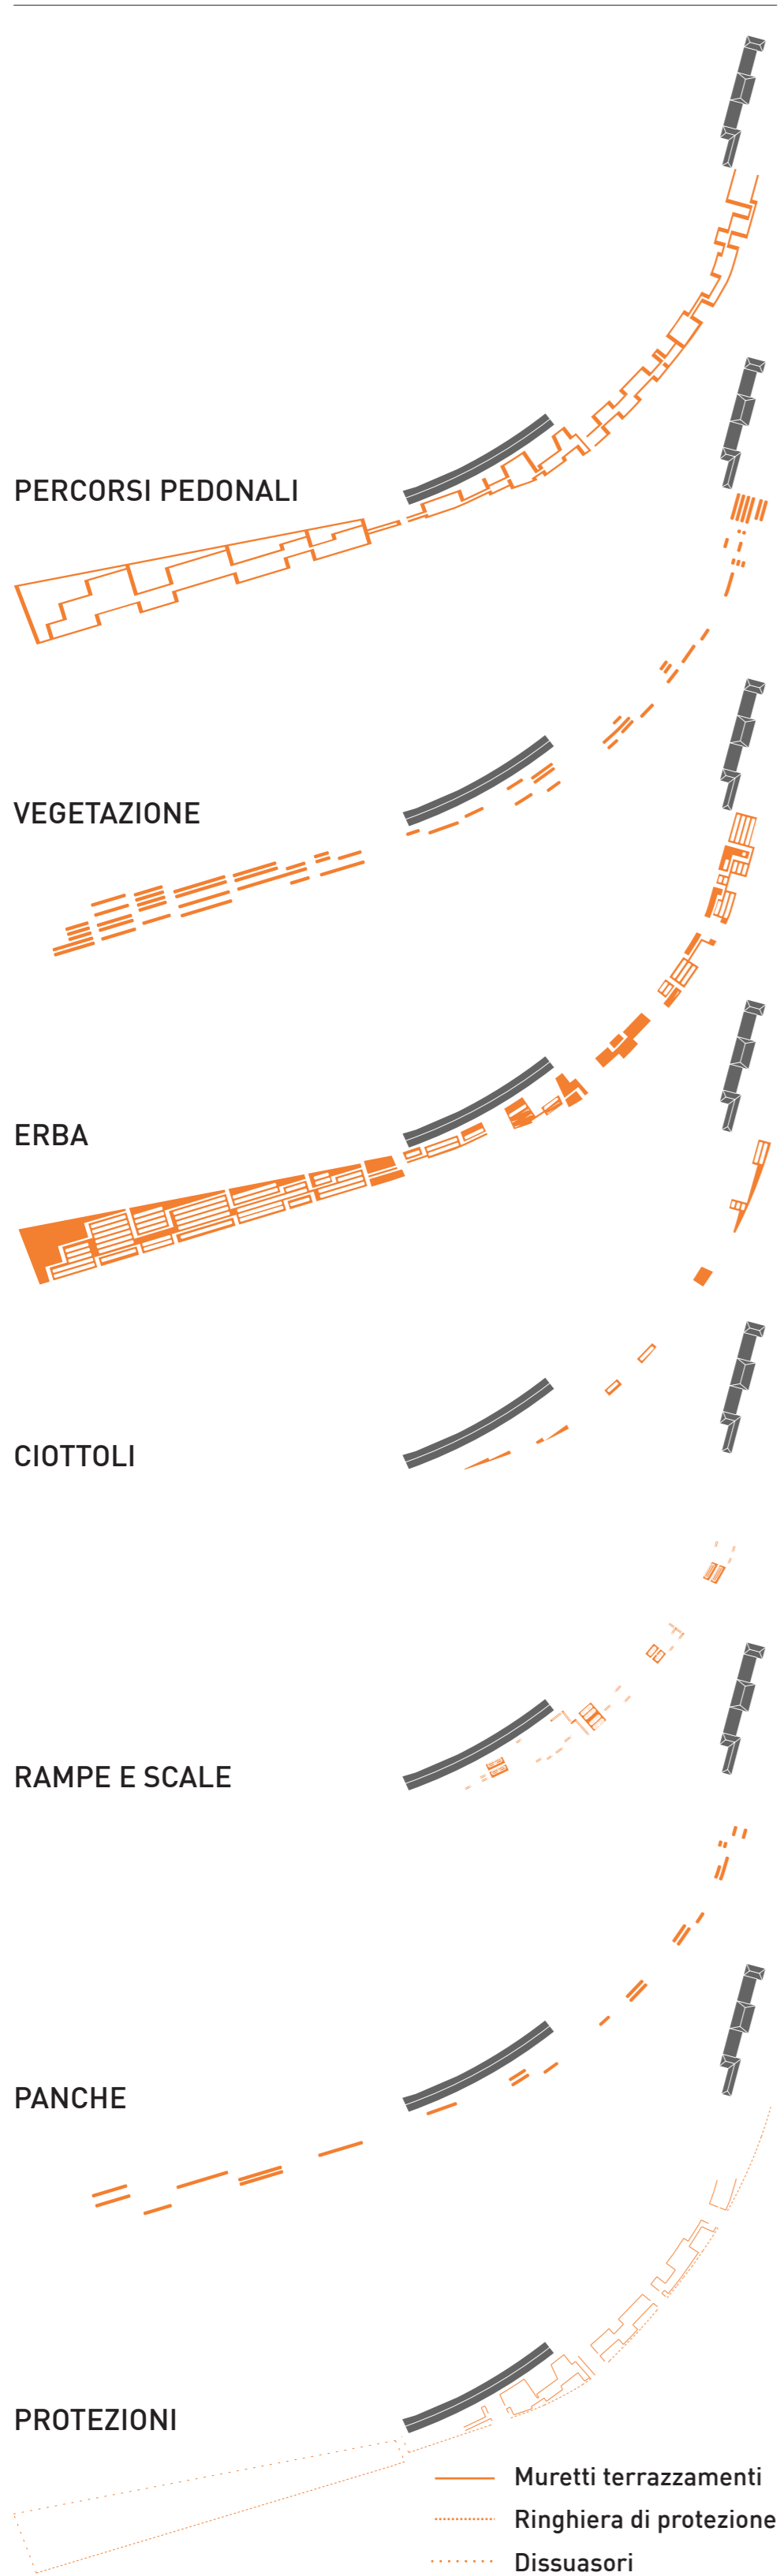 PERCORSI PEDONALI
VEGETAZIONE
ERBA
CIOTTOLI
RAMPE E SCALE
PANCHE
PROTEZIONI
Muretti terrazzamenti
Ringhiera di protezione
Dissuasori